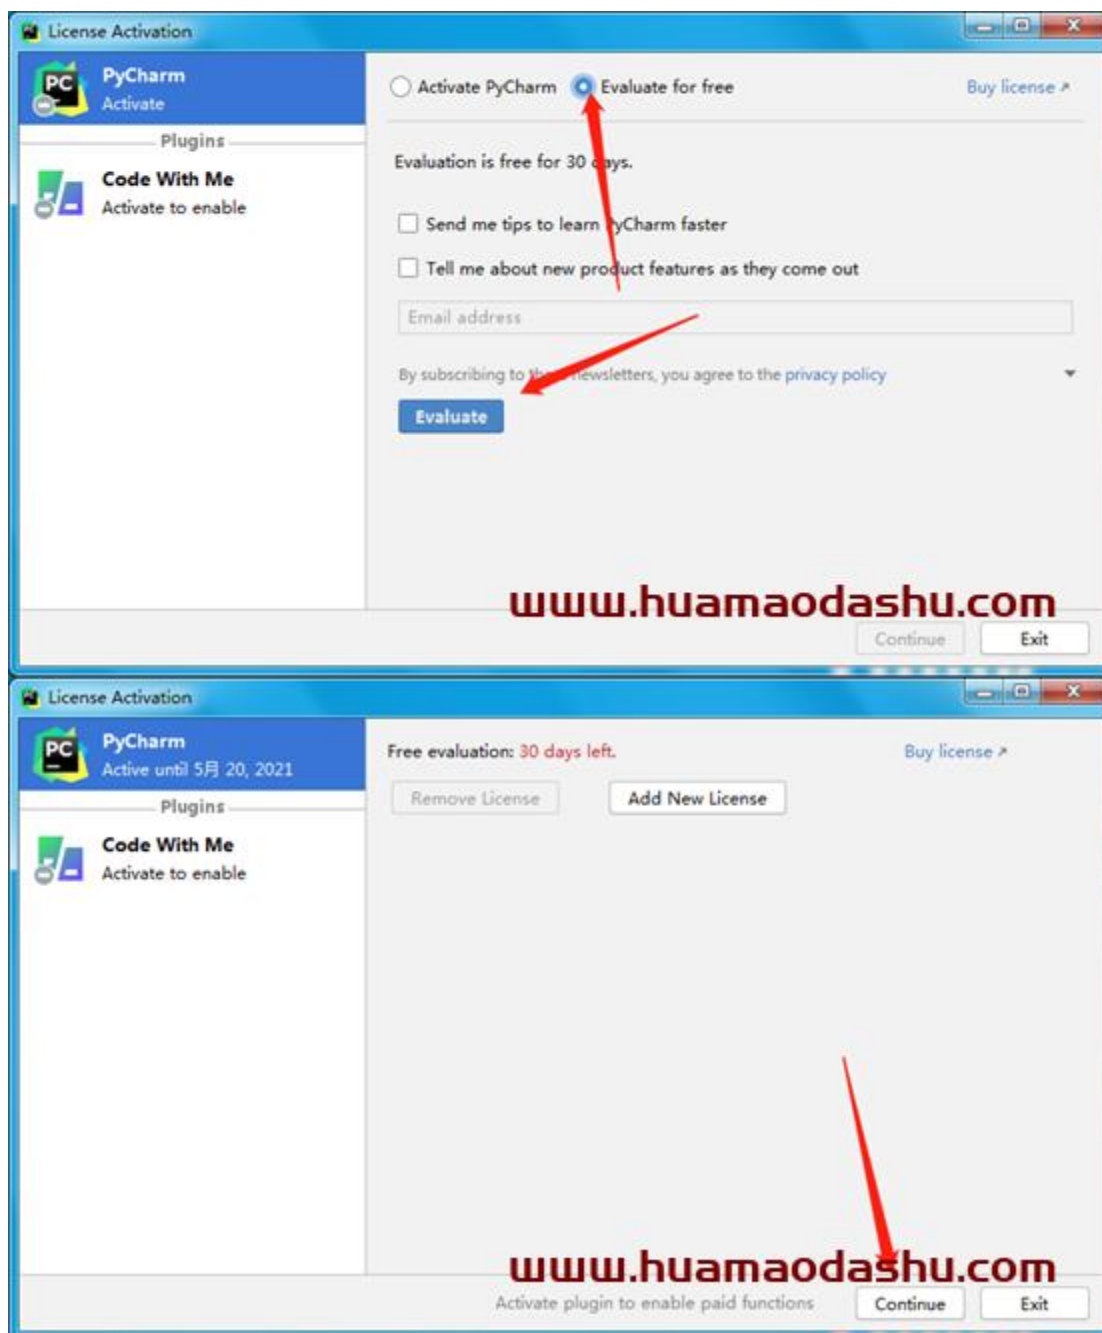 License Activation
PC
PyCharm
Activate
Plugins
Code With Me
Activate to enable
Activate PyCharm Evaluate for free Buy license
Evaluation is free for 30 days.
Send me tips to learn PyCharm faster
Tell me about new product features as they come out
Email address
By subscribing to these newsletters, you agree to the privacy policy
Evaluate
www.huamaodashu.com
Continue Exit
License Activation
PC
PyCharm
Active until 5月 20, 2021
Plugins
Code With Me
Activate to enable
Free evaluation: 30 days left. Buy license
Remove License Add New License
www.huamaodashu.com
Activate plugin to enable paid functions Continue Exit